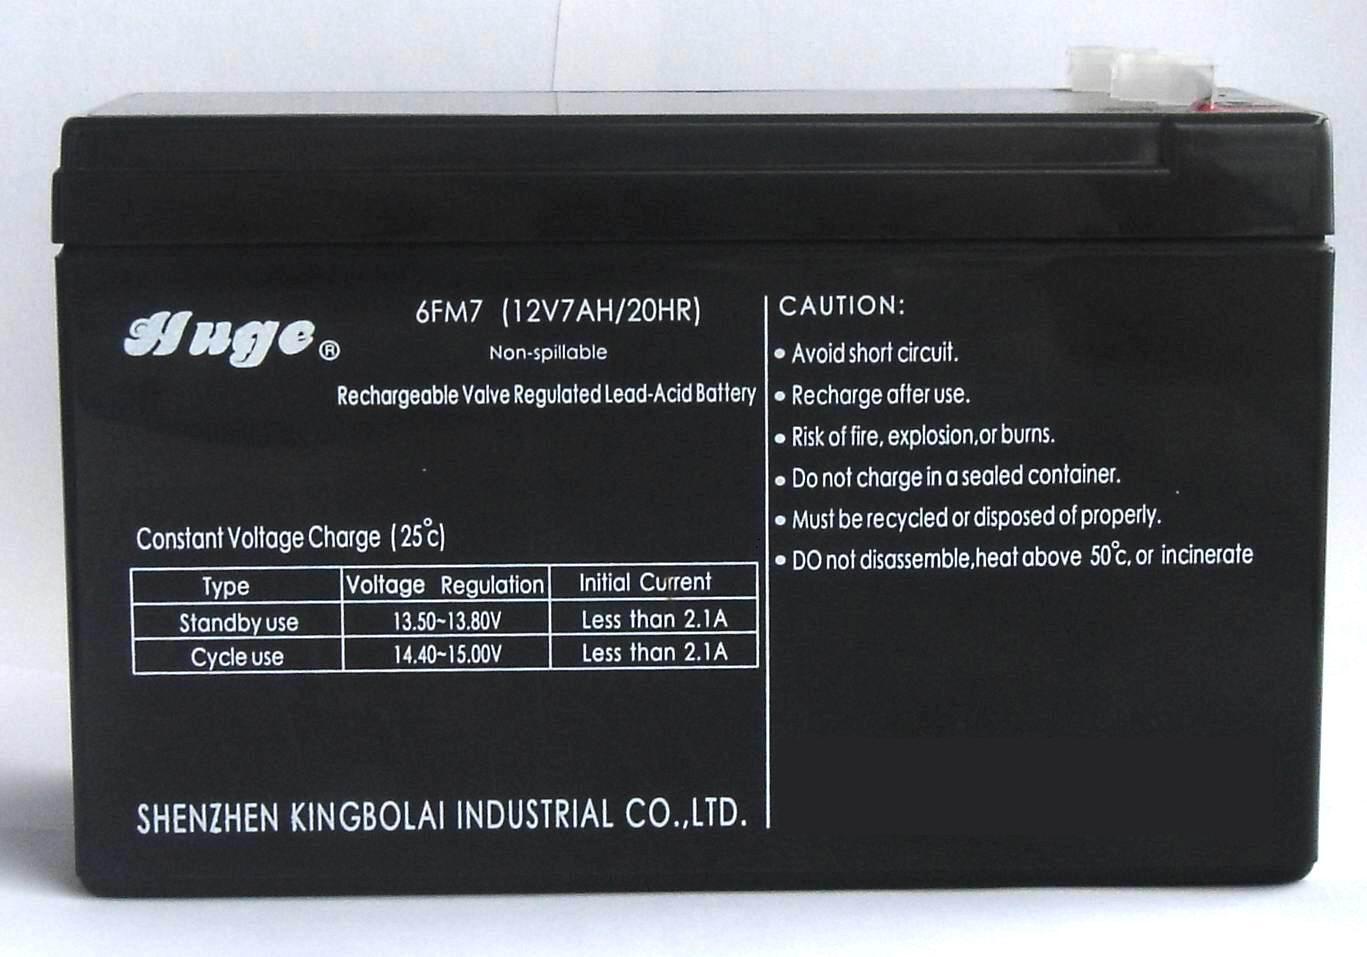 Huge ®
6FM7 (12V7AH/20HR)
Non-spillable
Rechargeable Valve Regulated Lead-Acid Battery
Constant Voltage Charge (25°c)
Type Voltage Regulation Initial Current
Standby use 13.50~13.80V Less than 2.1A
Cycle use 14.40~15.00V Less than 2.1A
SHENZHEN KINGBOLAI INDUSTRIAL CO.,LTD.
CAUTION:
• Avoid short circuit.
• Recharge after use.
• Risk of fire, explosion,or burns.
• Do not charge in a sealed container.
• Must be recycled or disposed of properly.
• DO not disassemble,heat above 50°c, or incinerate